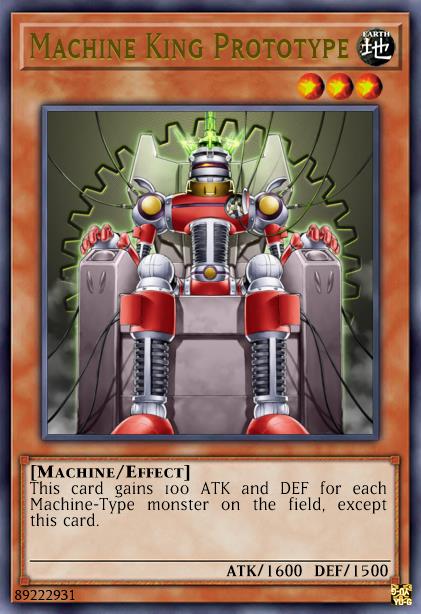 MACHINE KING PROTOTYPE
EARTH
地
[MACHINE/EFFECT]
This card gains 100 ATK and DEF for each
Machine-Type monster on the field, except
this card.
ATK/1600 DEF/1500
89222931